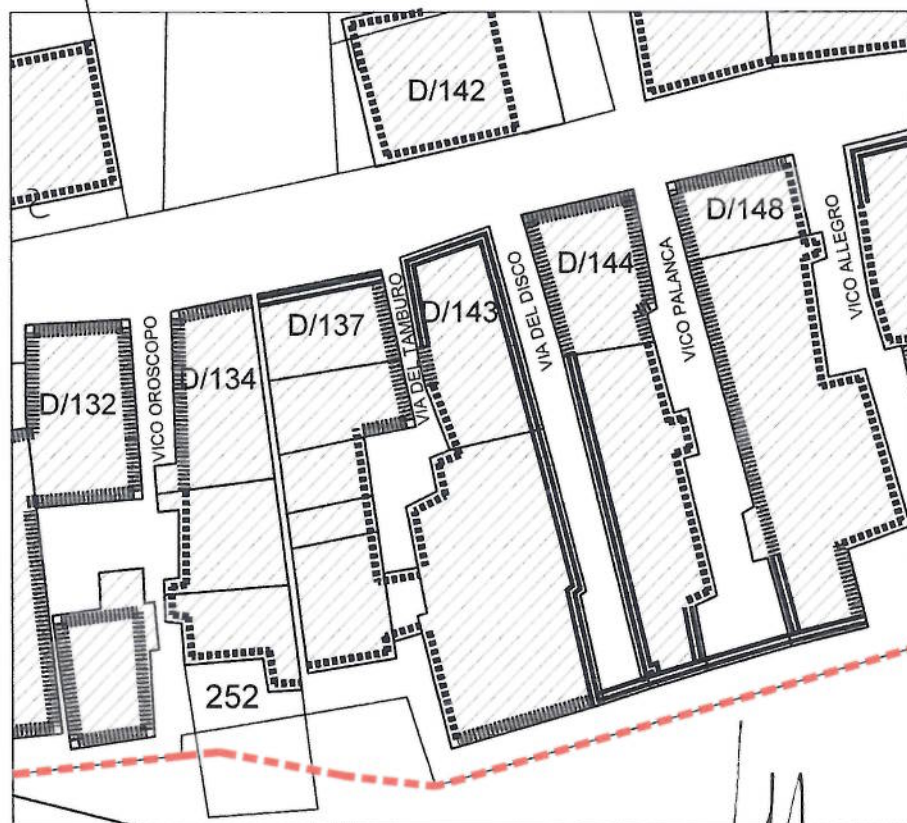 D/142
D/148
D/144
VICO ALLEGRO
VIA DEL DISCO
VICO PALANCA
D/143
VIA DEL TAMBURO
D/137
D/134
VICO OROSCOPO
D/132
252